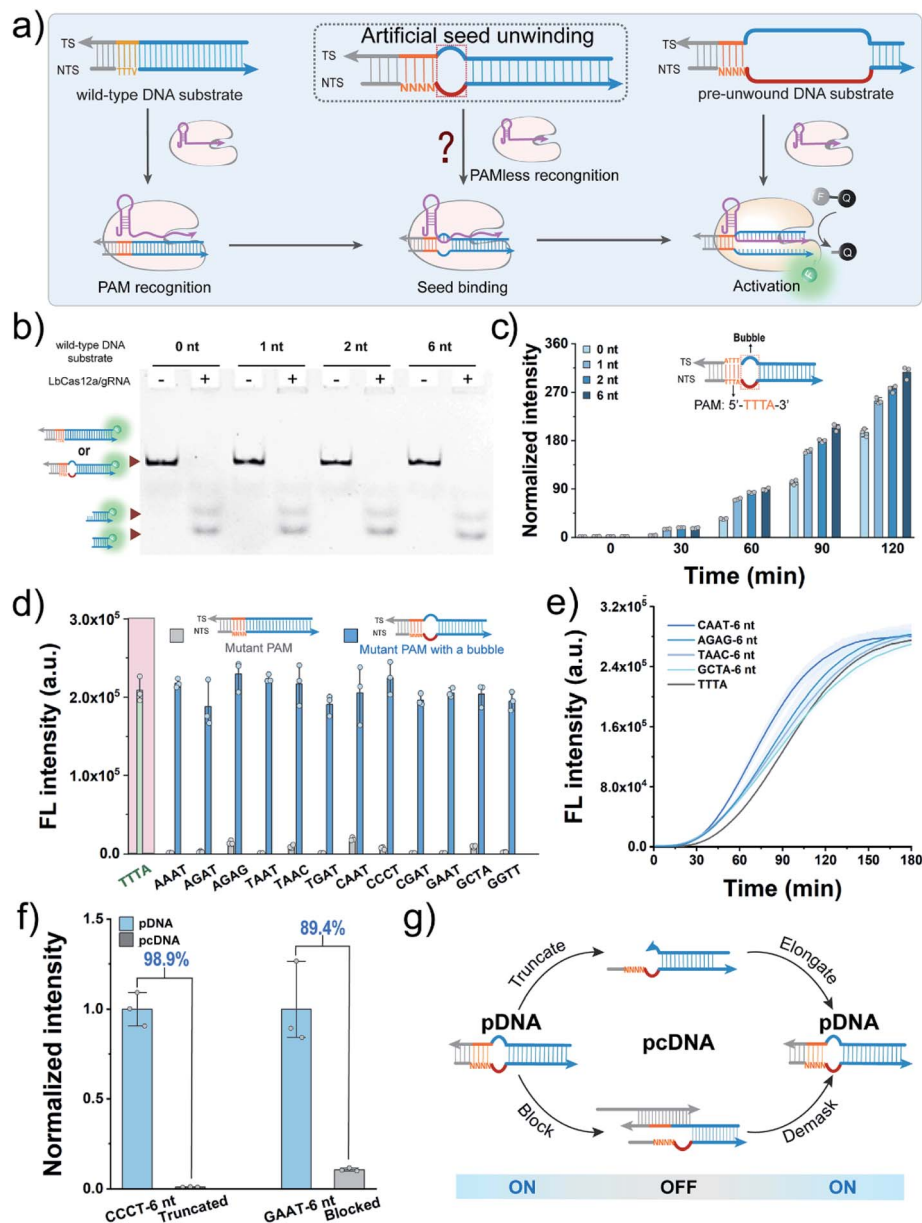 a)
Artificial seed unwinding
TS
NTS
TTTV
wild-type DNA substrate
TS
NTS
NNNN
NNNN
pre-unwound DNA substrate
?
PAMless recongnition
F
Q
Q
F
PAM recognition
Seed binding
Activation
b)
wild-type DNA substrate
0 nt
1 nt
2 nt
6 nt
LbCas12a/gRNA
- + - + - + - +
or
c)
Normalized intensity
360
270
180
90
0
0 nt
1 nt
2 nt
6 nt
Bubble
TS
NTS
ATTT
TTTA
PAM: 5'-TTTA-3'
0 30 60 90 120
Time (min)
d)
FL intensity (a.u.)
3.0x10⁵
2.0x10⁵
1.0x10⁵
0.0
TS
NTS
NNNN
Mutant PAM
TS
NTS
NNNN
Mutant PAM with a bubble
TTTA AAAT AGAT AGAG TAAT TAAC TGAT CAAT CCCT CGAT GAAT GCTA GGTT
e)
FL intensity (a.u.)
3.2x10⁵
2.4x10⁵
1.6x10⁵
8.0x10⁴
0.0
CAAT-6 nt
AGAG-6 nt
TAAC-6 nt
GCTA-6 nt
TTTA
0 30 60 90 120 150 180
Time (min)
f)
Normalized intensity
1.5
1.0
0.5
0.0
pDNA
pcDNA
98.9%
89.4%
CCCT-6 nt
Truncated
GAAT-6 nt
Blocked
g)
Truncate
NNNN
Elongate
pDNA
NNNN
pcDNA
pDNA
NNNN
Block
NNNN
Demask
ON
OFF
ON